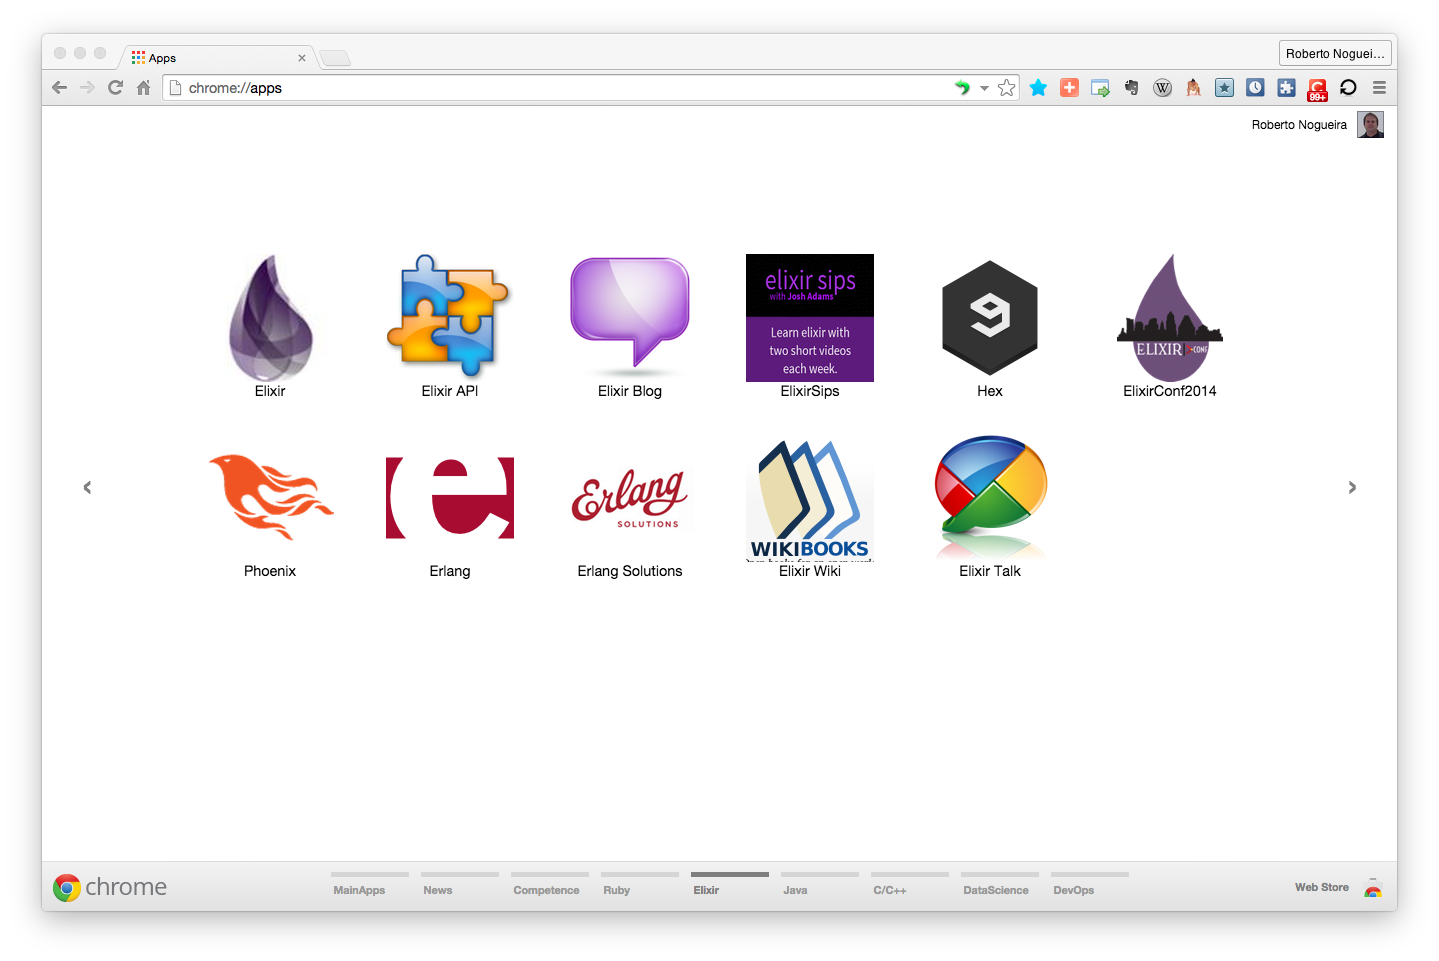 Apps
Roberto Noguei...
chrome://apps
W
99+
Roberto Nogueira
elixir sips
with Josh Adams
Learn elixir with
two short videos
each week.
ELIXIR CONF
Elixir
Elixir API
Elixir Blog
ElixirSips
Hex
ElixirConf2014
e
Erlang
SOLUTIONS
WIKIBOOKS
Phoenix
Erlang
Erlang Solutions
Elixir Wiki
Elixir Talk
chrome
MainApps
News
Competence
Ruby
Elixir
Java
C/C++
DataScience
DevOps
Web Store